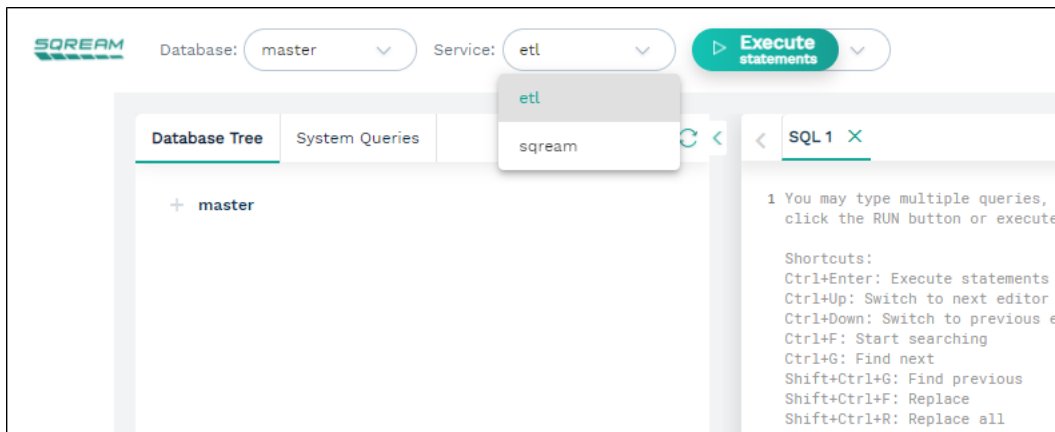 SQREAM
Database: master Service: etl Execute statements
etl
sqream
Database Tree System Queries
SQL 1
master
1 You may type multiple queries,
click the RUN button or execute
Shortcuts:
Ctrl+Enter: Execute statements
Ctrl+Up: Switch to next editor
Ctrl+Down: Switch to previous e
Ctrl+F: Start searching
Ctrl+G: Find next
Shift+Ctrl+G: Find previous
Shift+Ctrl+F: Replace
Shift+Ctrl+R: Replace all